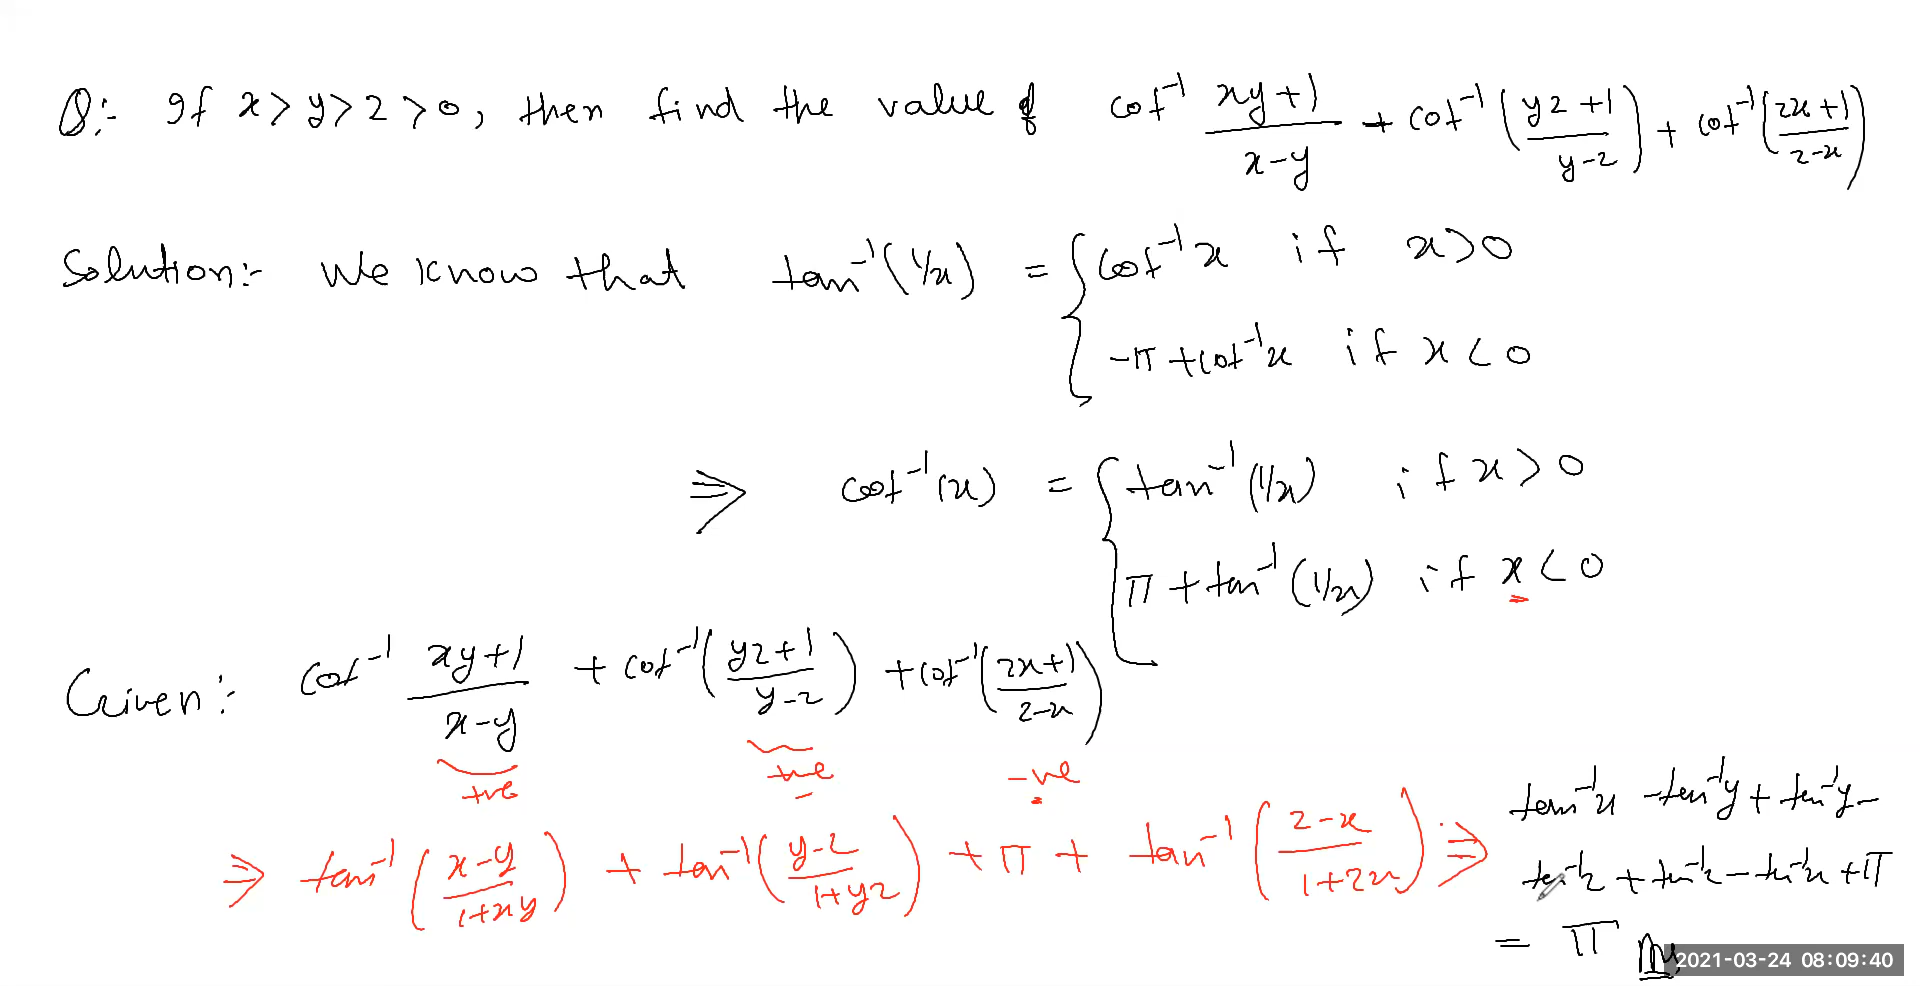 Q:- If x > y > z > 0, then find the value of cot⁻¹ (xy+1)/(x-y) + cot⁻¹ ((yz+1)/(y-z)) + cot⁻¹ ((zx+1)/(z-x))
Solution:- We know that tan⁻¹(1/x) = { cot⁻¹ x if x > 0
-π + cot⁻¹ x if x < 0
⇒ cot⁻¹(x) = { tan⁻¹(1/x) if x > 0
π + tan⁻¹(1/x) if x < 0
Given:- cot⁻¹ (xy+1)/(x-y) + cot⁻¹ ((yz+1)/(y-z)) + cot⁻¹ ((zx+1)/(z-x))
+ve +ve -ve
⇒ tan⁻¹ ((x-y)/(1+xy)) + tan⁻¹ ((y-z)/(1+yz)) + π + tan⁻¹ ((z-x)/(1+zx)) ⇒
tan⁻¹x - tan⁻¹y + tan⁻¹y -
tan⁻¹z + tan⁻¹z - tan⁻¹x + π
= π
2021-03-24 08:09:40